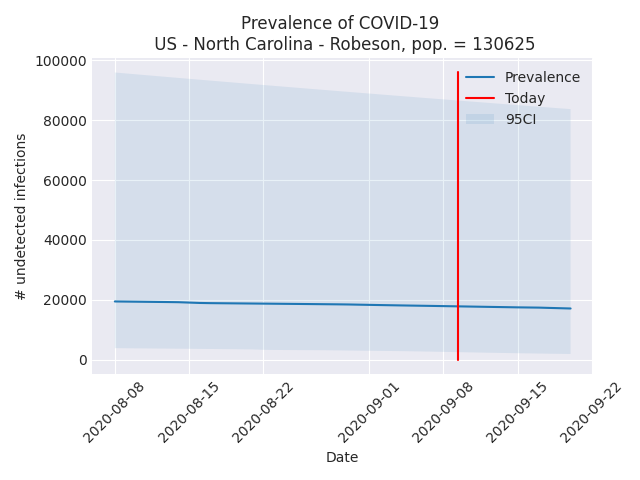 Prevalence of COVID-19
US - North Carolina - Robeson, pop. = 130625
100000
80000
60000
40000
20000
0
# undetected infections
Prevalence
Today
95CI
2020-08-08
2020-08-15
2020-08-22
2020-09-01
2020-09-08
2020-09-15
2020-09-22
Date